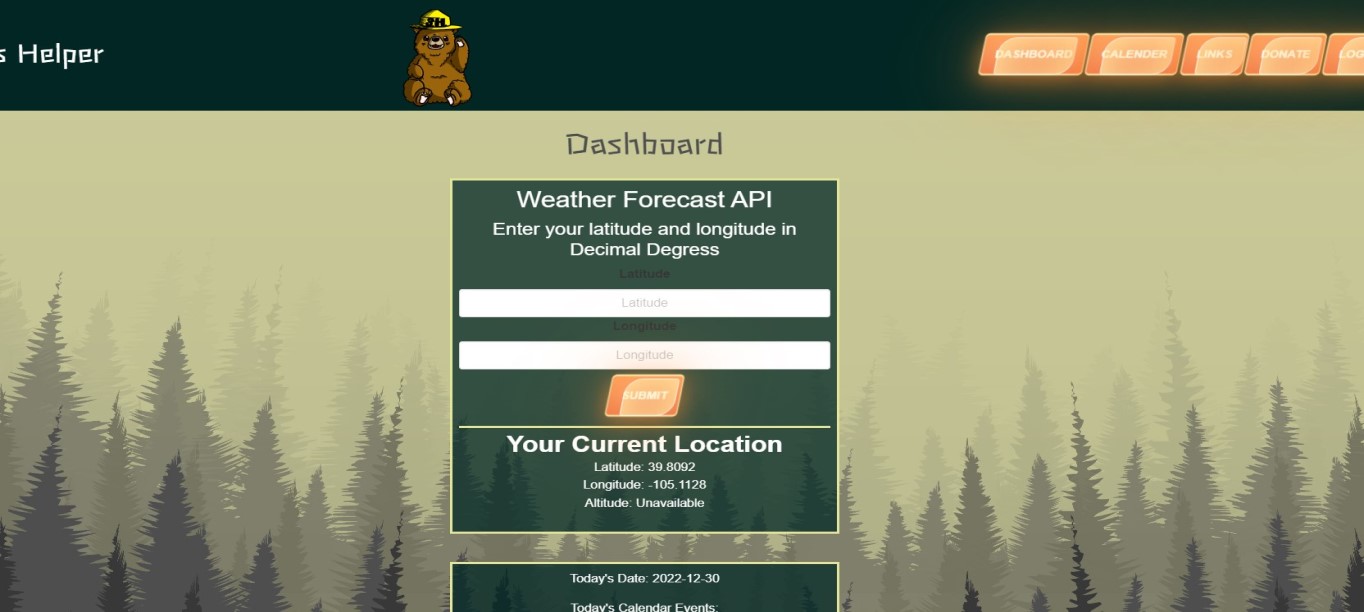 s Helper
SH
DASHBOARD
CALENDER
LINKS
DONATE
LOG
Dashboard
Weather Forecast API
Enter your latitude and longitude in
Decimal Degress
Latitude
Latitude
Longitude
Longitude
SUBMIT
Your Current Location
Latitude: 39.8092
Longitude: -105.1128
Altitude: Unavailable
Today's Date: 2022-12-30
Today's Calendar Events: